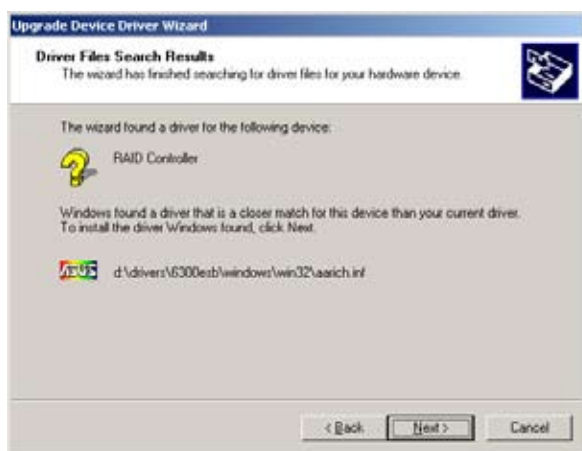 Upgrade Device Driver Wizard
Driver Files Search Results
The wizard has finished searching for driver files for your hardware device.
The wizard found a driver for the following device:
RAID Controller
Windows found a driver that is a closer match for this device than your current driver.
To install the driver Windows found, click Next.
ASUS d:\drivers\6300esb\windows\win32\aarich.inf
< Back Next > Cancel